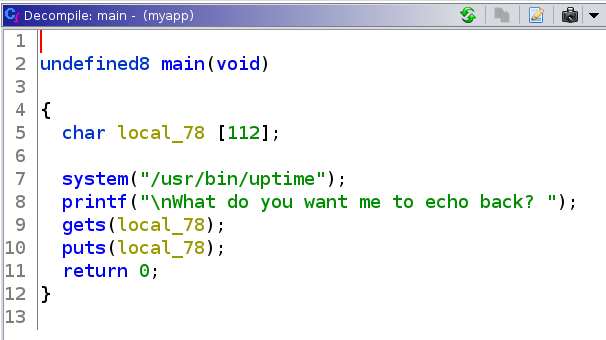 Decompile: main - (myapp)
1
2 undefined8 main(void)
3
4 {
5   char local_78 [112];
6
7   system("/usr/bin/uptime");
8   printf("\nWhat do you want me to echo back? ");
9   gets(local_78);
10   puts(local_78);
11   return 0;
12 }
13